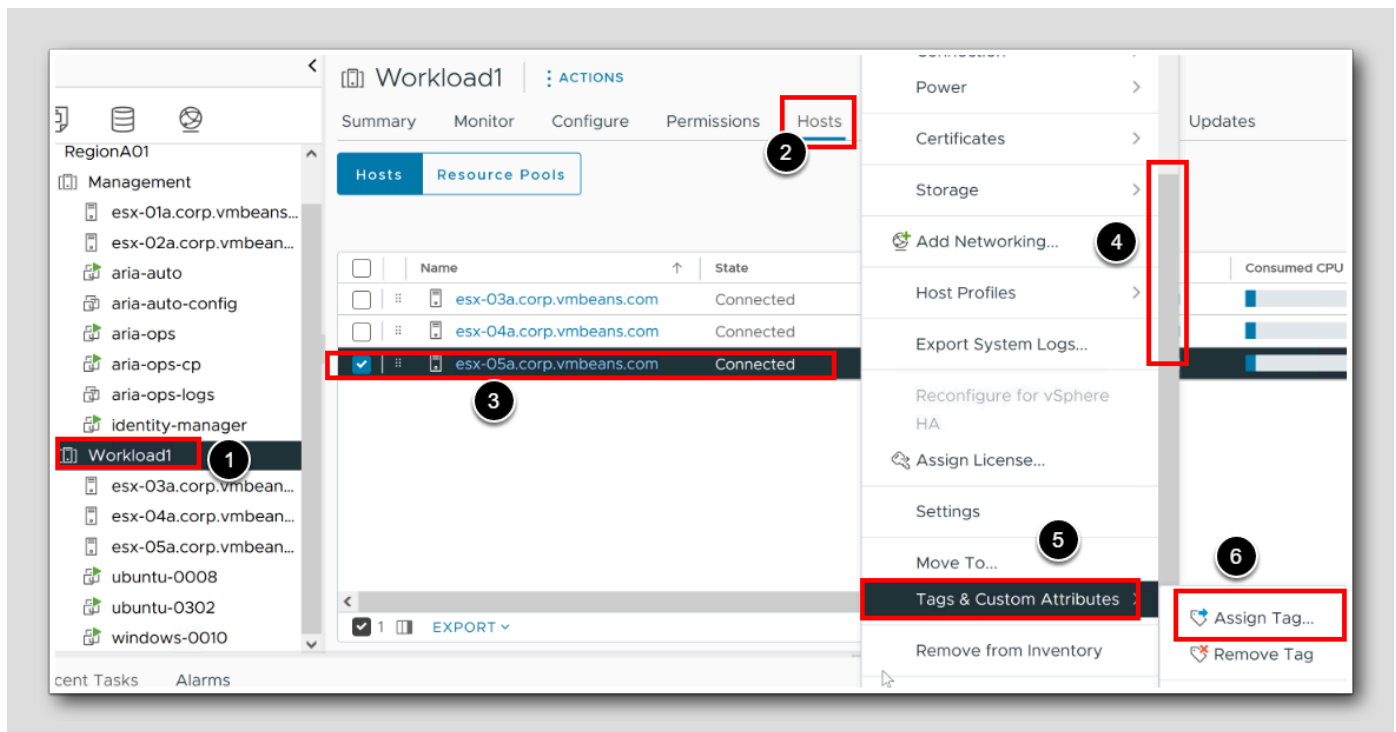 Workload1
ACTIONS
Summary
Monitor
Configure
Permissions
Hosts
Updates
2
Hosts
Resource Pools
RegionA01
Management
esx-01a.corp.vmbeans...
esx-02a.corp.vmbean...
aria-auto
aria-auto-config
aria-ops
aria-ops-cp
aria-ops-logs
identity-manager
Workload1
1
esx-03a.corp.vmbean...
esx-04a.corp.vmbean...
esx-05a.corp.vmbean...
ubuntu-0008
ubuntu-0302
windows-0010
Name
State
Consumed CPU
esx-03a.corp.vmbeans.com
Connected
esx-04a.corp.vmbeans.com
Connected
esx-05a.corp.vmbeans.com
Connected
3
1
EXPORT
Power
Certificates
Storage
Add Networking...
4
Host Profiles
Export System Logs...
Reconfigure for vSphere
HA
Assign License...
Settings
5
Move To...
Tags & Custom Attributes
Remove from Inventory
6
Assign Tag...
Remove Tag
cent Tasks
Alarms